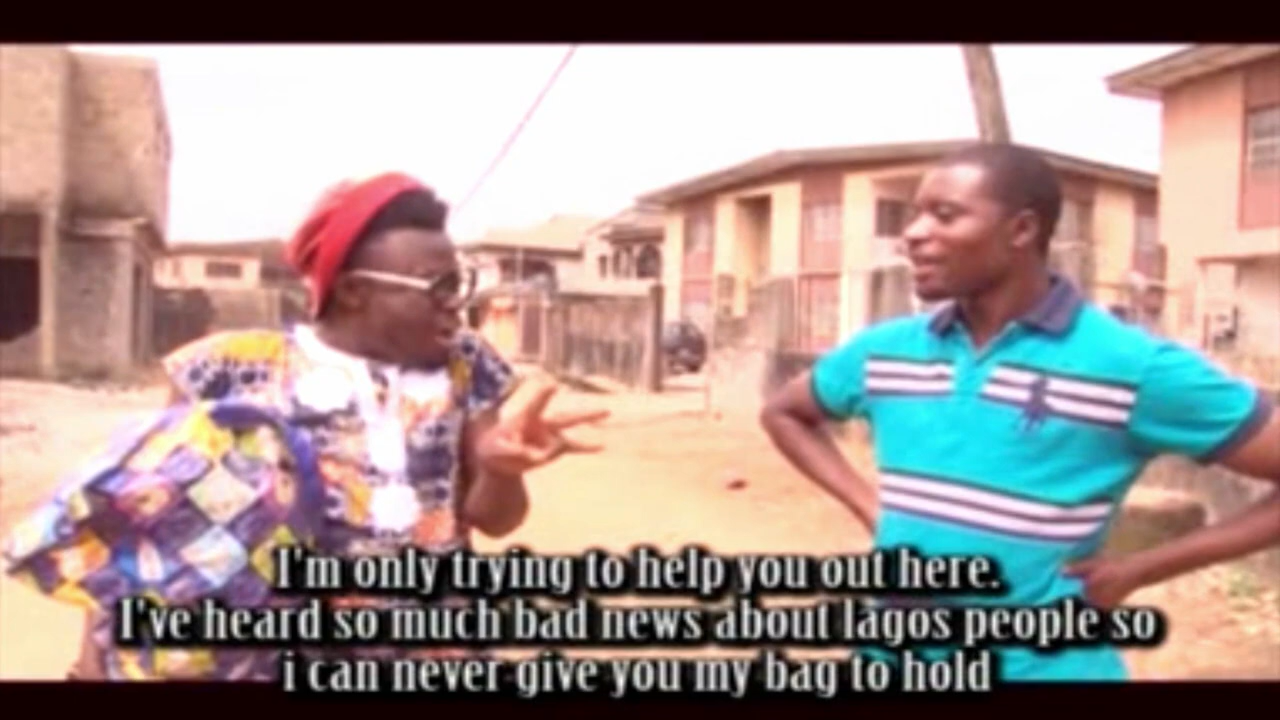 I'm only trying to help you out here.
I've heard so much bad news about lagos people so
i can never give you my bag to hold